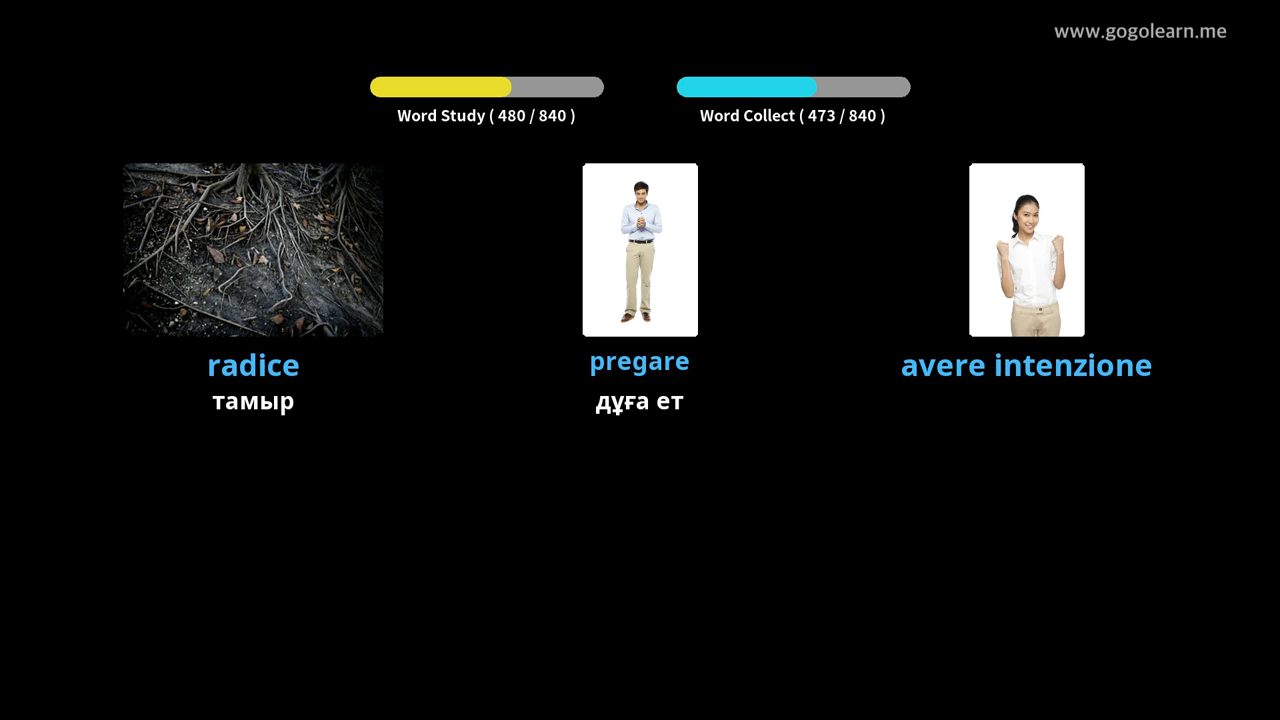 www.gogolearn.me
Word Study ( 480 / 840 )
Word Collect ( 473 / 840 )
radice
тамыр
pregare
дұға ет
avere intenzione